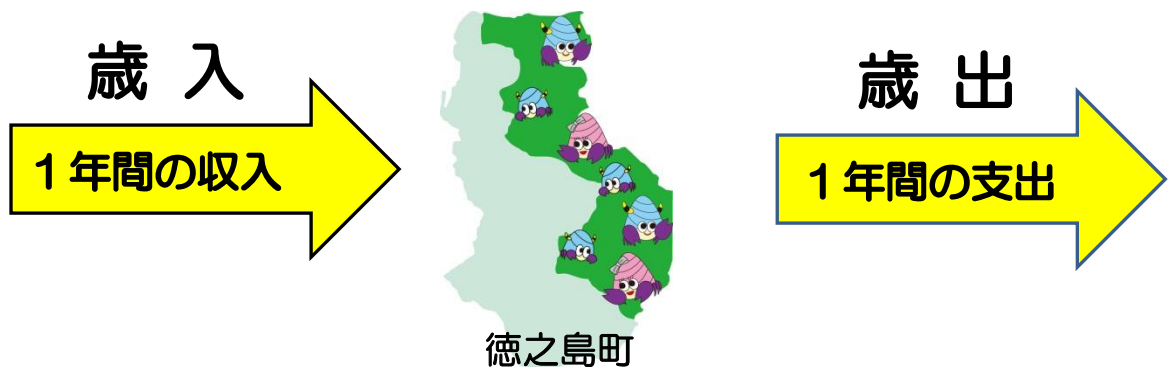 歳入
1年間の収入
徳之島町
歳出
1年間の支出